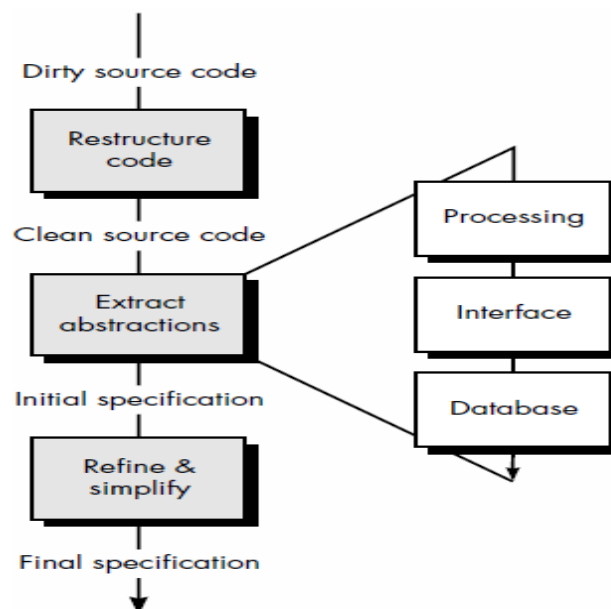 Dirty source code
Restructure
code
Clean source code
Extract
abstractions
Initial specification
Refine &
simplify
Final specification
Processing
Interface
Database